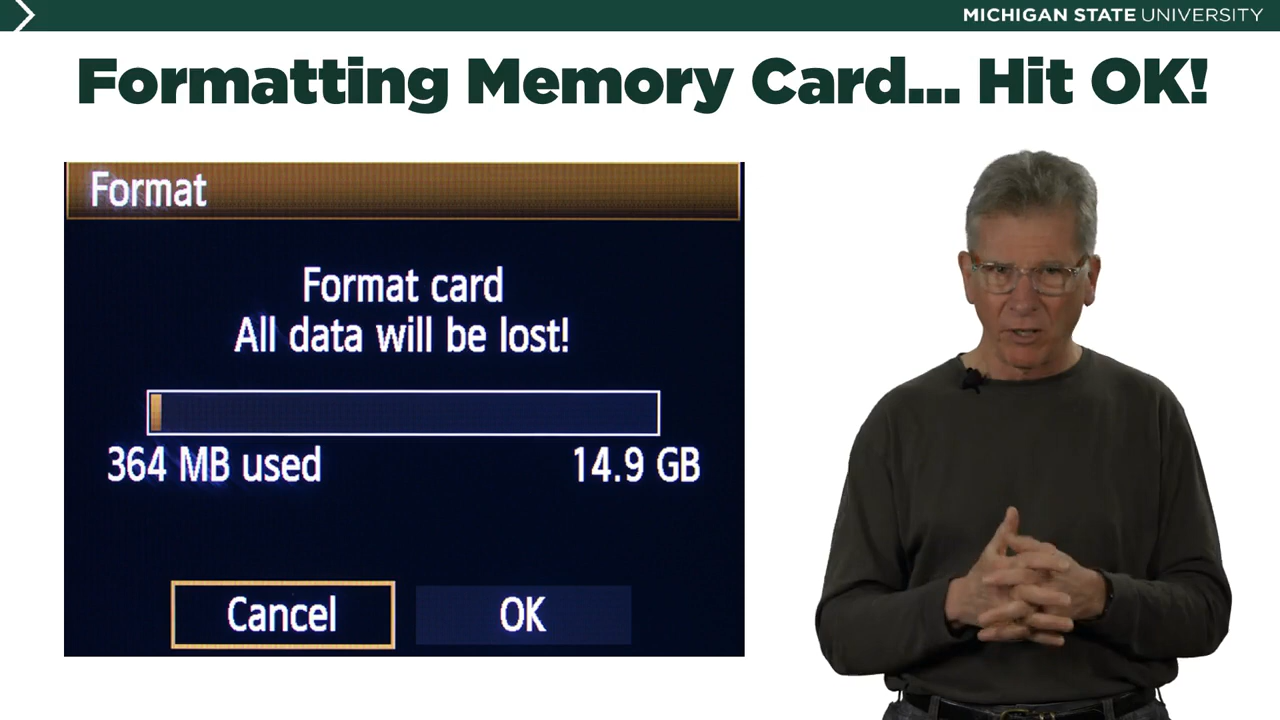 MICHIGAN STATE UNIVERSITY
Formatting Memory Card... Hit OK!
Format
Format card
All data will be lost!
364 MB used 14.9 GB
Cancel OK